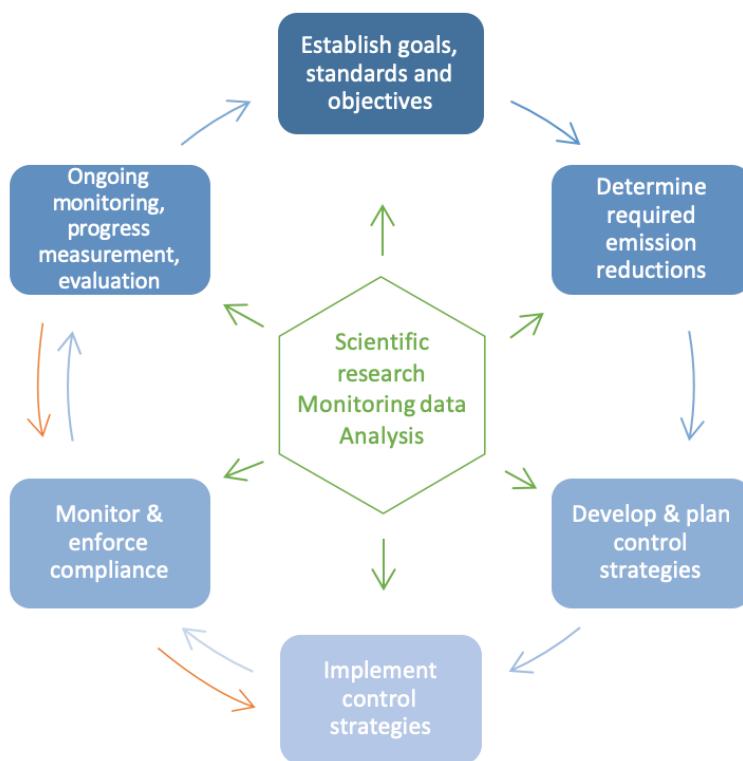 Establish goals,
standards and
objectives
Determine
required
emission
reductions
Develop & plan
control
strategies
Implement
control
strategies
Monitor &
enforce
compliance
Ongoing
monitoring,
progress
measurement,
evaluation
Scientific
research
Monitoring data
Analysis